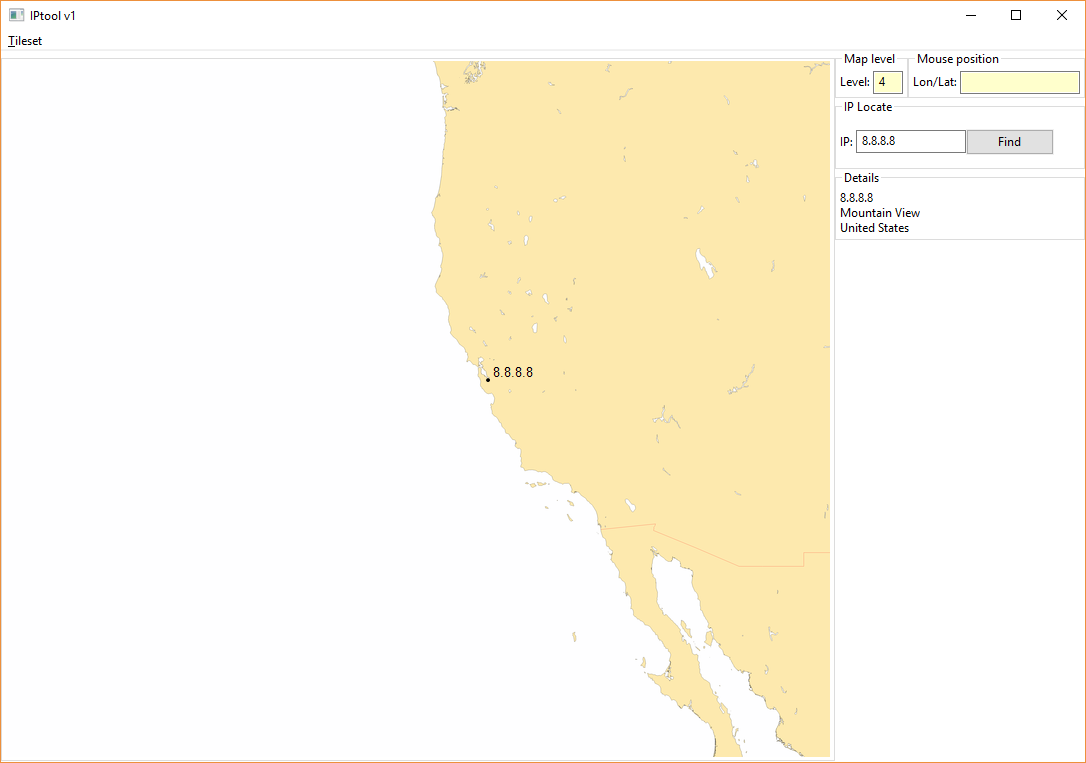 IPtool v1
Tileset
Map level
Level: 4
Mouse position
Lon/Lat:
IP Locate
IP: 8.8.8.8 Find
Details
8.8.8.8
Mountain View
United States
8.8.8.8